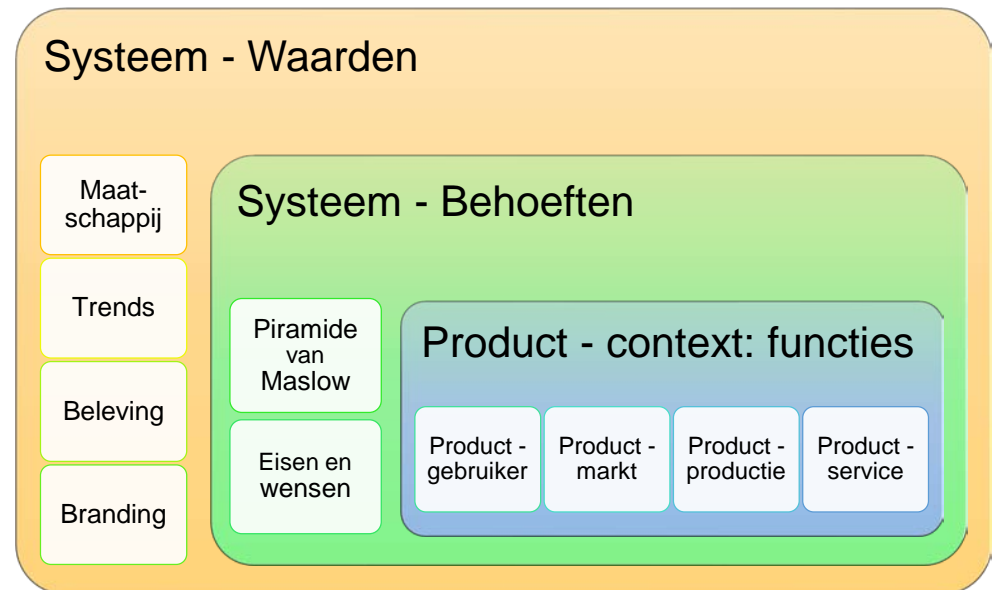 Systeem - Waarden
Maat-
schappij
Trends
Beleving
Branding
Systeem - Behoeften
Piramide
van
Maslow
Eisen en
wensen
Product - context: functies
Product -
gebruiker
Product -
markt
Product -
productie
Product -
service